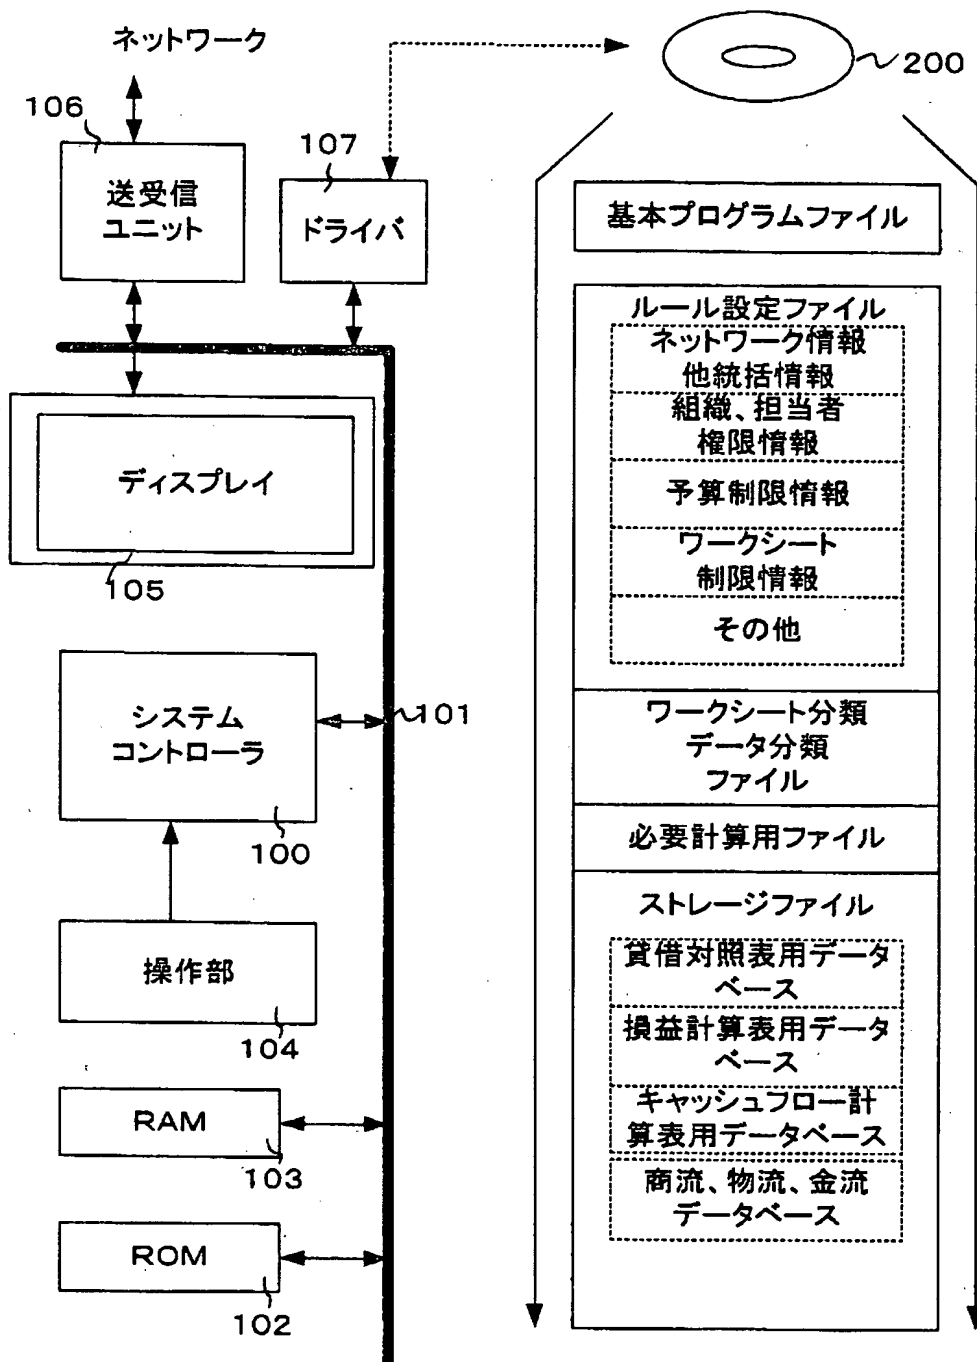 ネットワーク
106
送受信
ユニット
107
ドライバ
200
ディスプレイ
105
システム
コントローラ
100
101
操作部
104
RAM
103
ROM
102
基本プログラムファイル
ルール設定ファイル
ネットワーク情報
他統括情報
組織、担当者
権限情報
予算制限情報
ワークシート
制限情報
その他
ワークシート分類
データ分類
ファイル
必要計算用ファイル
ストレージファイル
貸借対照表用データ
ベース
損益計算表用データ
ベース
キャッシュフロー計
算表用データベース
商流、物流、金流
データベース